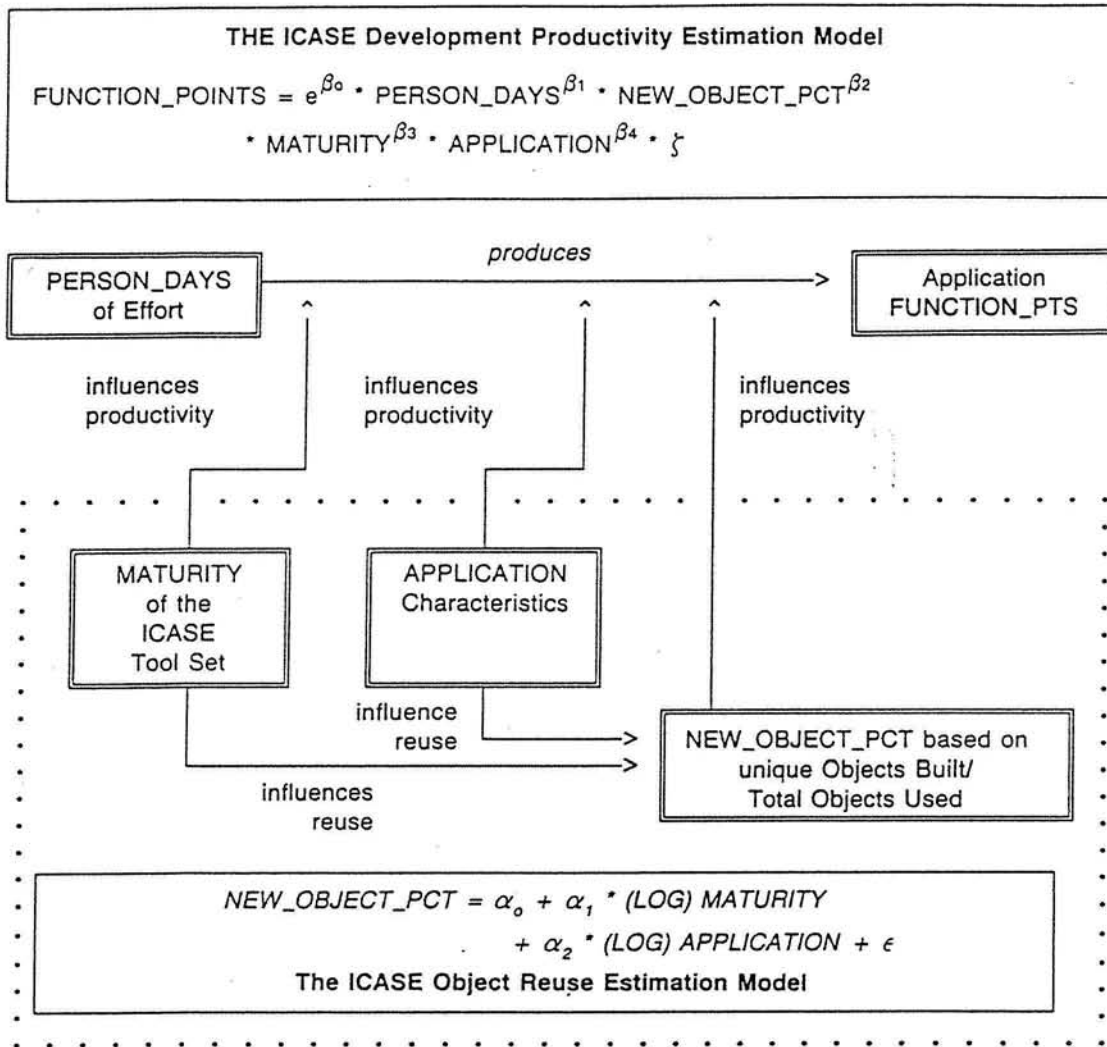 THE ICASE Development Productivity Estimation Model
FUNCTION_POINTS = e^β₀ * PERSON_DAYS^β₁ * NEW_OBJECT_PCT^β₂
* MATURITY^β₃ * APPLICATION^β₄ * ζ
produces
PERSON_DAYS
of Effort
Application
FUNCTION_PTS
influences
productivity
influences
productivity
influences
productivity
MATURITY
of the
ICASE
Tool Set
APPLICATION
Characteristics
influence
reuse
NEW_OBJECT_PCT based on
unique Objects Built/
Total Objects Used
influences
reuse
NEW_OBJECT_PCT = α₀ + α₁ * (LOG) MATURITY
+ α₂ * (LOG) APPLICATION + ϵ
The ICASE Object Reuse Estimation Model